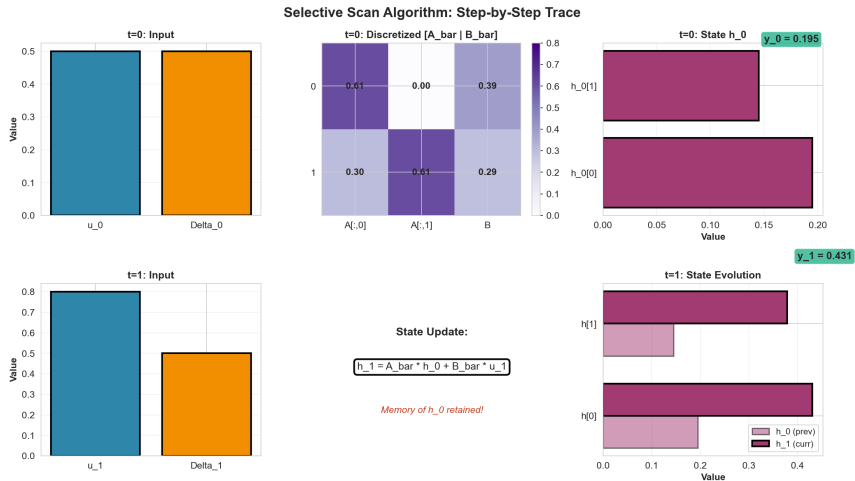 Selective Scan Algorithm: Step-by-Step Trace
t=0: Input
Value
0.5
0.4
0.3
0.2
0.1
0.0
u_0
Delta_0
t=0: Discretized [A_bar | B_bar]
0
1
0.61
0.00
0.39
0.30
0.61
0.29
A[:,0]
A[:,1]
B
0.8
0.7
0.6
0.5
0.4
0.3
0.2
0.1
0.0
t=0: State h_0
y_0 = 0.195
h_0[1]
h_0[0]
0.00
0.05
0.10
0.15
0.20
Value
t=1: Input
Value
0.8
0.7
0.6
0.5
0.4
0.3
0.2
0.1
0.0
u_1
Delta_1
State Update:
h_1 = A_bar * h_0 + B_bar * u_1
Memory of h_0 retained!
y_1 = 0.431
t=1: State Evolution
h[1]
h[0]
h_0 (prev)
h_1 (curr)
0.0
0.1
0.2
0.3
0.4
Value